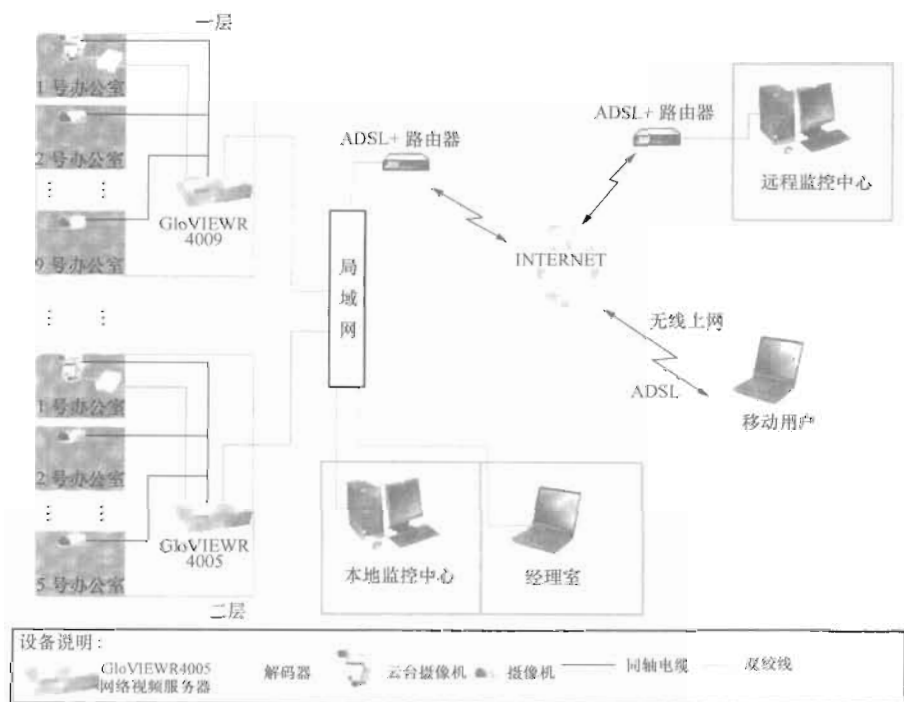 一层
1 号办公室
2 号办公室
⋮ ⋮
9 号办公室
GloVIEWR
4009
ADSL+ 路由器
ADSL+ 路由器
远程监控中心
局域网
INTERNET
无线上网
ADSL
移动用户
⋮ ⋮
1 号办公室
2 号办公室
⋮ ⋮
5 号办公室
GloVIEWR
4005
二层
本地监控中心
经理室
设备说明:
GloVIEWR4005
网络视频服务器
解码器
云台摄像机
摄像机
同轴电缆
双绞线